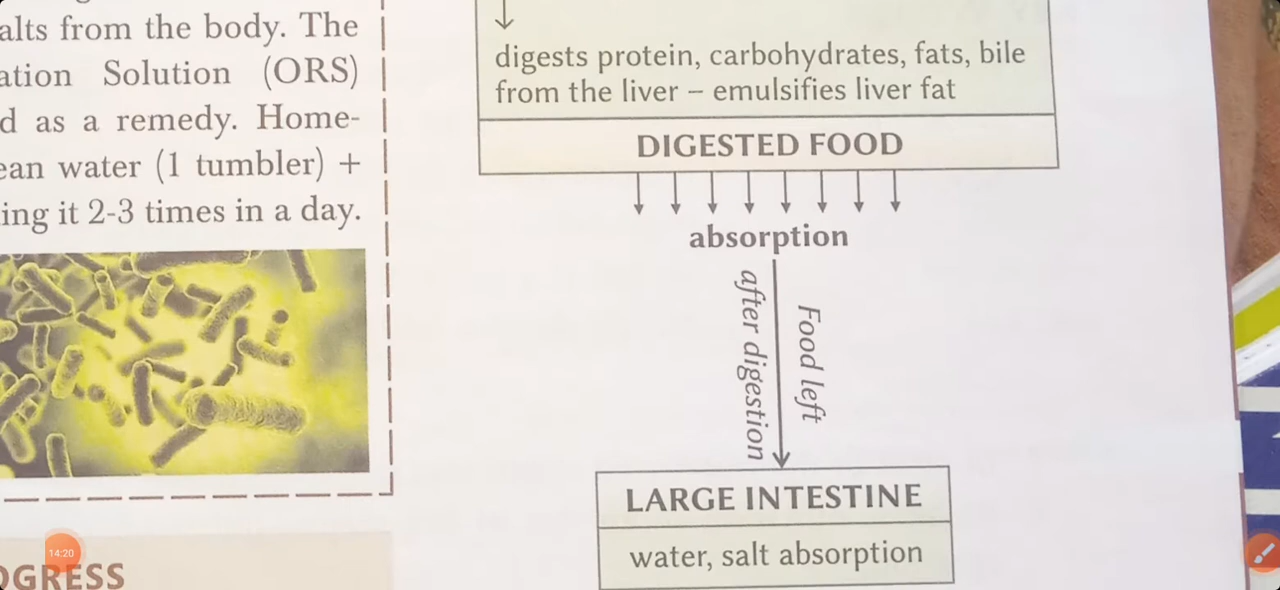 alts from the body. The
ation Solution (ORS)
d as a remedy. Home-
ean water (1 tumbler) +
ing it 2-3 times in a day.
OGRESS
digests protein, carbohydrates, fats, bile
from the liver – emulsifies liver fat
DIGESTED FOOD
absorption
Food left
after digestion
LARGE INTESTINE
water, salt absorption
14:20